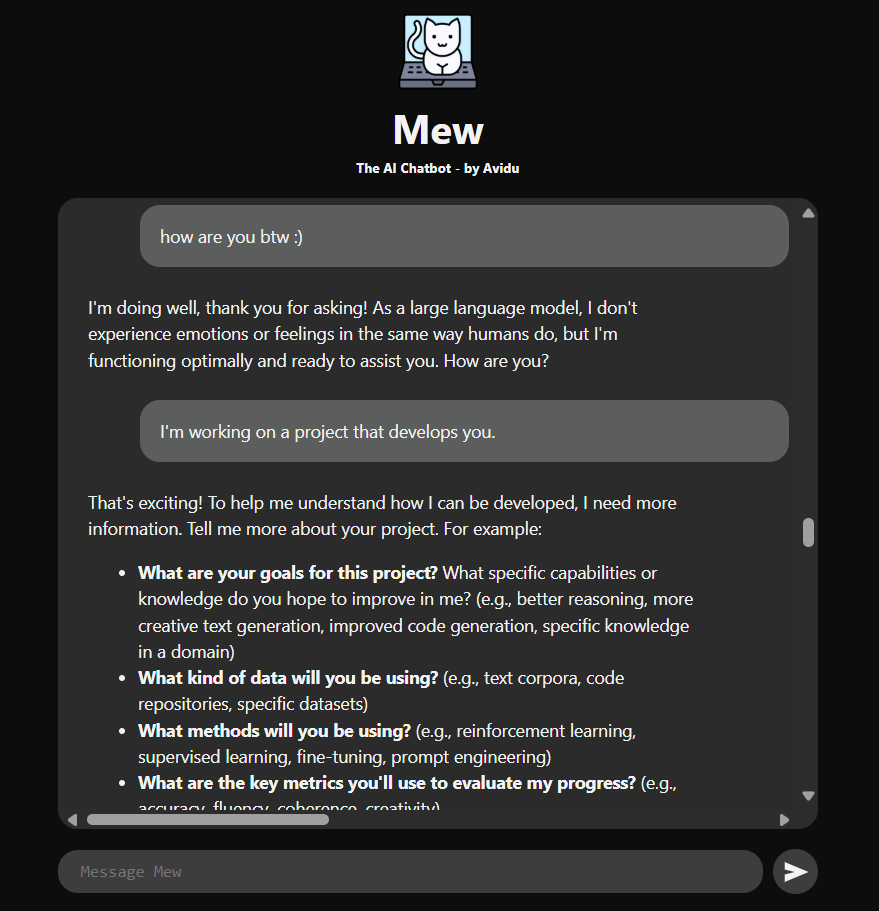 Mew
The AI Chatbot - by Avidu
how are you btw :)
I'm doing well, thank you for asking! As a large language model, I don't
experience emotions or feelings in the same way humans do, but I'm
functioning optimally and ready to assist you. How are you?
I'm working on a project that develops you.
That's exciting! To help me understand how I can be developed, I need more
information. Tell me more about your project. For example:
• What are your goals for this project? What specific capabilities or
knowledge do you hope to improve in me? (e.g., better reasoning, more
creative text generation, improved code generation, specific knowledge
in a domain)
• What kind of data will you be using? (e.g., text corpora, code
repositories, specific datasets)
• What methods will you be using? (e.g., reinforcement learning,
supervised learning, fine-tuning, prompt engineering)
• What are the key metrics you'll use to evaluate my progress? (e.g.,
accuracy, fluency, coherence, creativity)
Message Mew